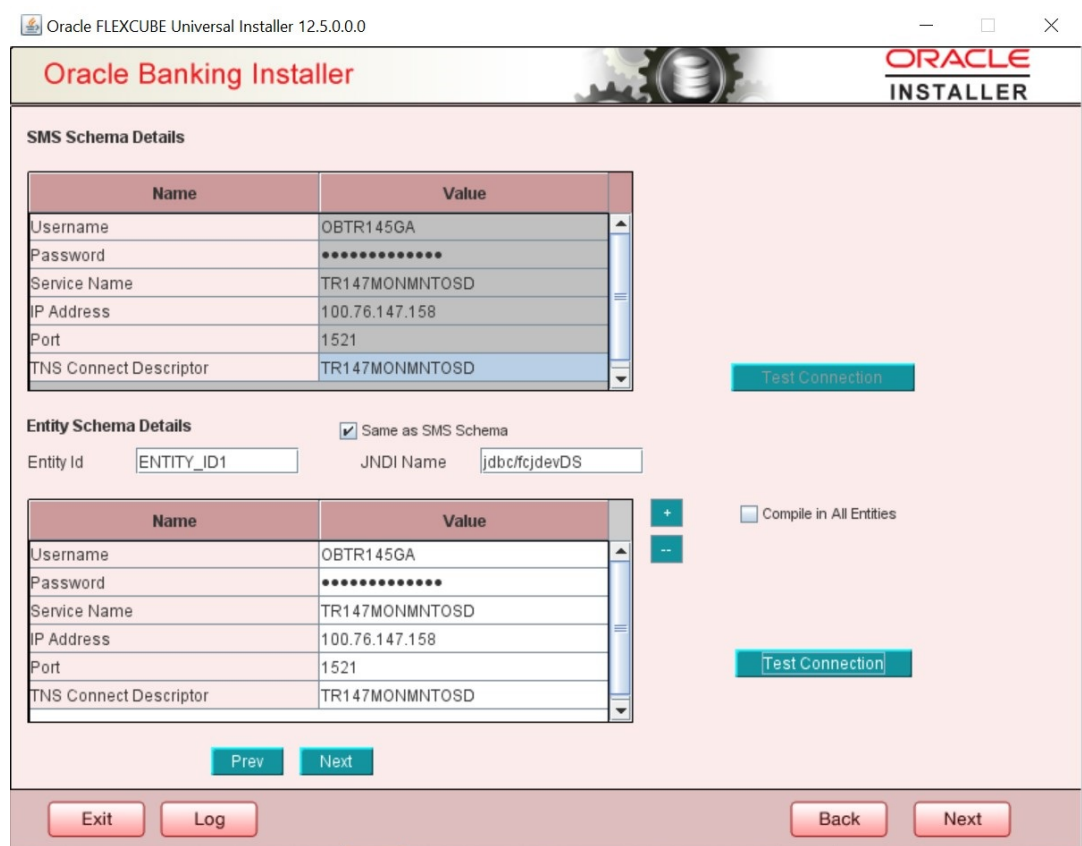 Oracle FLEXCUBE Universal Installer 12.5.0.0.0
Oracle Banking Installer
ORACLE
INSTALLER
SMS Schema Details
Name Value
Username OBTR145GA
Password •••••••••••••
Service Name TR147MONMNTOSD
IP Address 100.76.147.158
Port 1521
TNS Connect Descriptor TR147MONMNTOSD
Test Connection
Entity Schema Details Same as SMS Schema
Entity Id ENTITY_ID1 JNDI Name jdbc/fcjdevDS
Name Value
+ Compile in All Entities
--
Username OBTR145GA
Password •••••••••••••
Service Name TR147MONMNTOSD
IP Address 100.76.147.158
Port 1521
Test Connection
TNS Connect Descriptor TR147MONMNTOSD
Prev Next
Exit Log Back Next